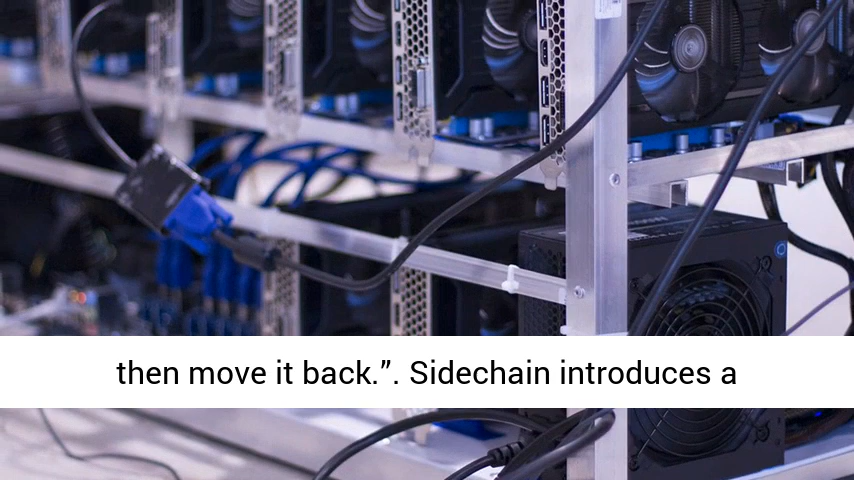 then move it back.”. Sidechain introduces a